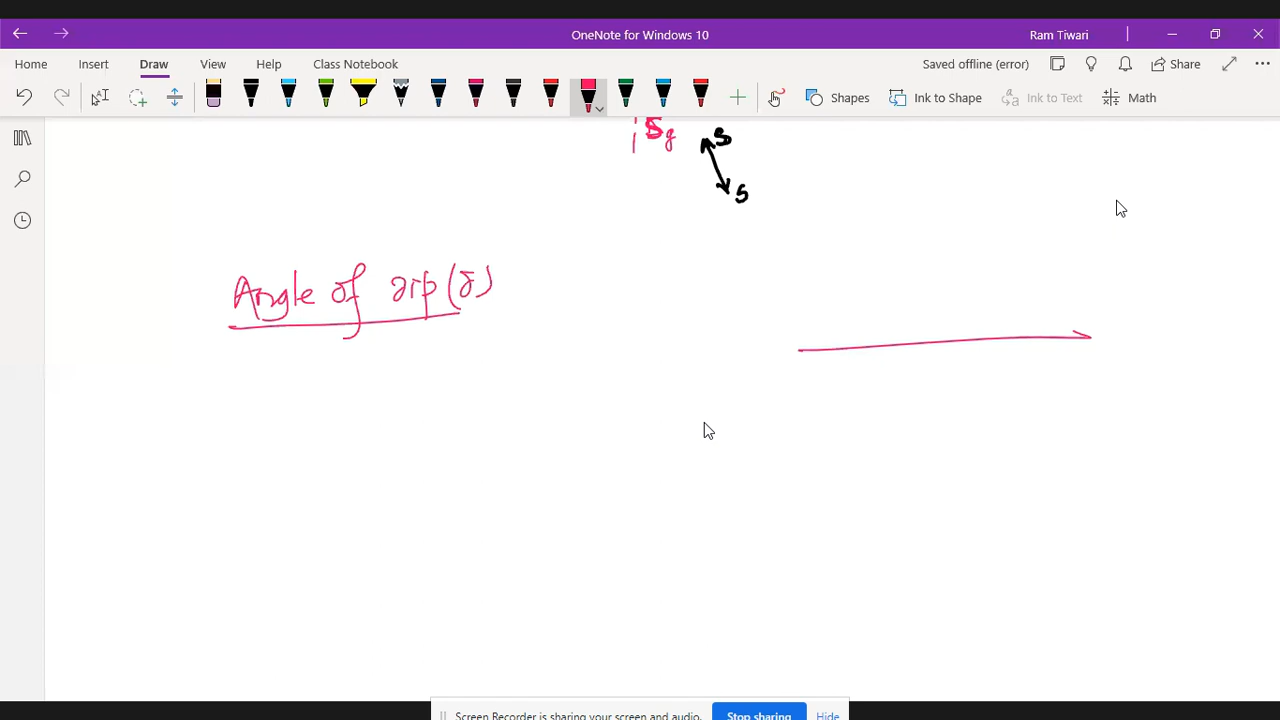 OneNote for Windows 10
Ram Tiwari
Home Insert Draw View Help Class Notebook
Saved offline (error) Share
Shapes Ink to Shape Ink to Text Math
Sg
S
S
Angle of dip (δ)
Screen Recorder is sharing your screen and audio. Stop sharing Hide